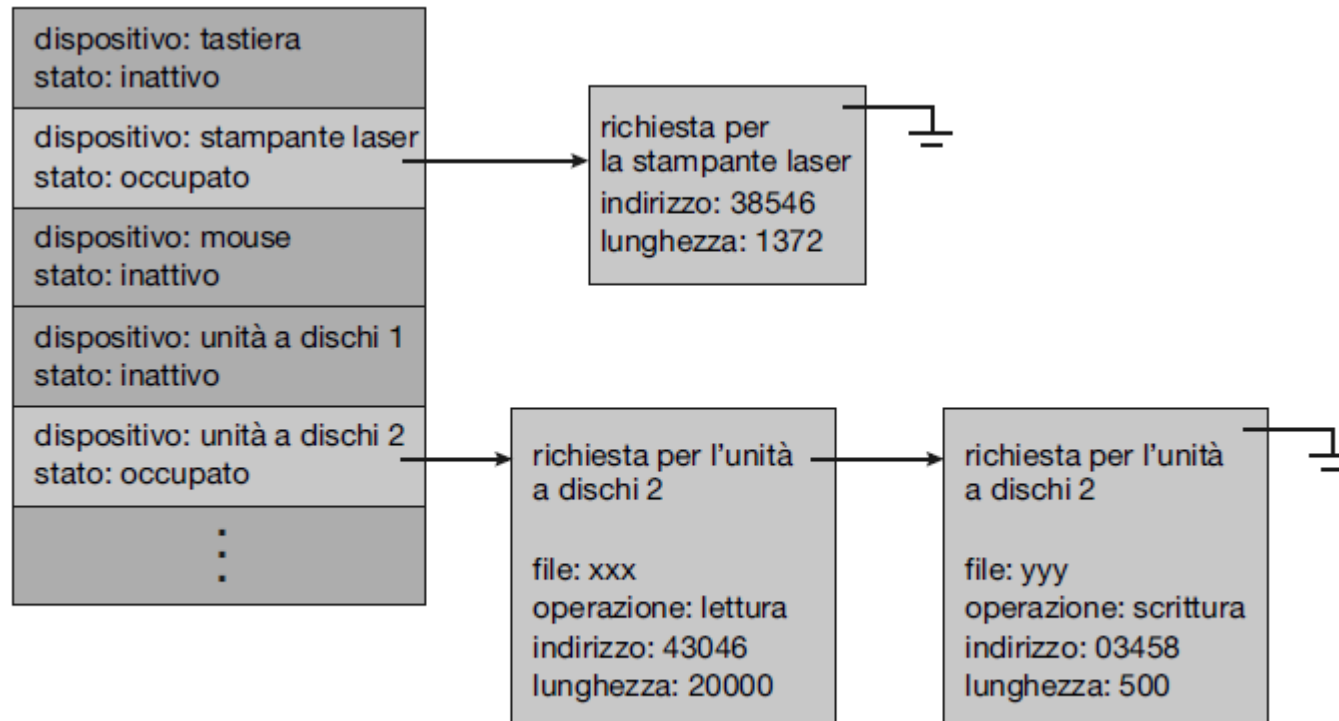 dispositivo: tastiera
stato: inattivo
dispositivo: stampante laser
stato: occupato
dispositivo: mouse
stato: inattivo
dispositivo: unità a dischi 1
stato: inattivo
dispositivo: unità a dischi 2
stato: occupato
richiesta per
la stampante laser
indirizzo: 38546
lunghezza: 1372
richiesta per l'unità
a dischi 2
file: xxx
operazione: lettura
indirizzo: 43046
lunghezza: 20000
richiesta per l'unità
a dischi 2
file: yyy
operazione: scrittura
indirizzo: 03458
lunghezza: 500